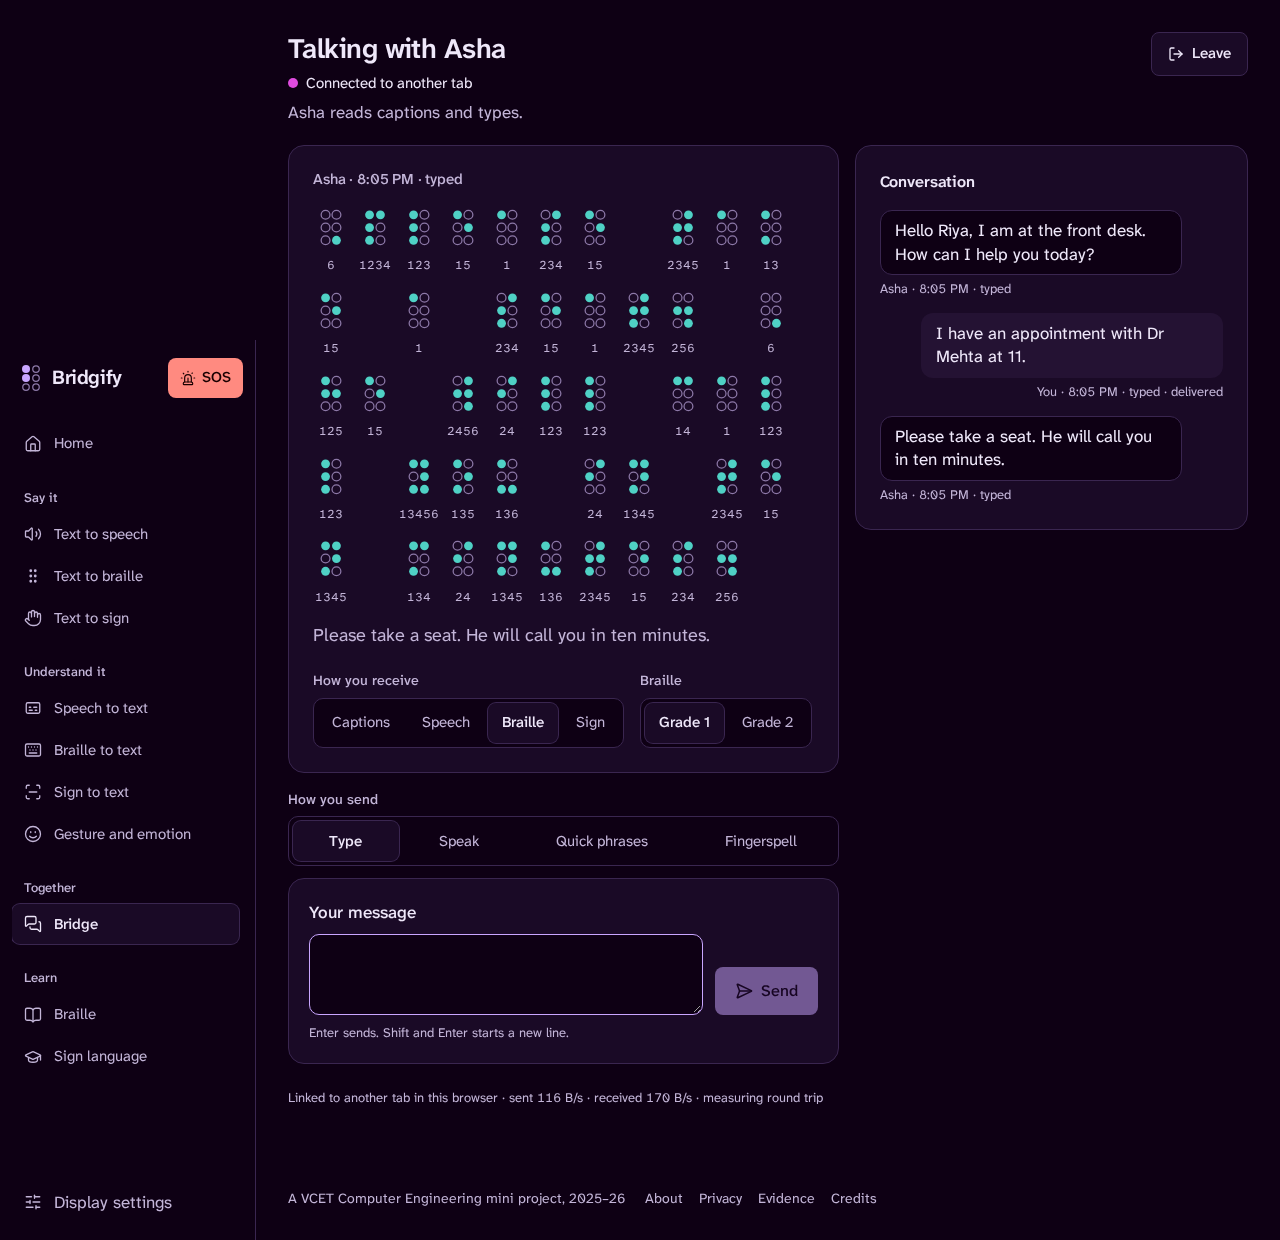 Talking with Asha
Leave
Connected to another tab
Asha reads captions and types.
Asha · 8:05 PM · typed
6 1234 123 15 1 234 15 2345 1 13
15 1 234 15 1 2345 256 6
125 15 2456 24 123 123 14 1 123
123 13456 135 136 24 1345 2345 15
1345 134 24 1345 136 2345 15 234 256
Please take a seat. He will call you in ten minutes.
How you receive
Captions Speech Braille Sign
Braille
Grade 1 Grade 2
How you send
Type Speak Quick phrases Fingerspell
Your message
Send
Enter sends. Shift and Enter starts a new line.
Linked to another tab in this browser · sent 116 B/s · received 170 B/s · measuring round trip
Conversation
Hello Riya, I am at the front desk.
How can I help you today?
Asha · 8:05 PM · typed
I have an appointment with Dr
Mehta at 11.
You · 8:05 PM · typed · delivered
Please take a seat. He will call you
in ten minutes.
Asha · 8:05 PM · typed
Bridgify
SOS
Home
Say it
Text to speech
Text to braille
Text to sign
Understand it
Speech to text
Braille to text
Sign to text
Gesture and emotion
Together
Bridge
Learn
Braille
Sign language
Display settings
A VCET Computer Engineering mini project, 2025–26 About Privacy Evidence Credits